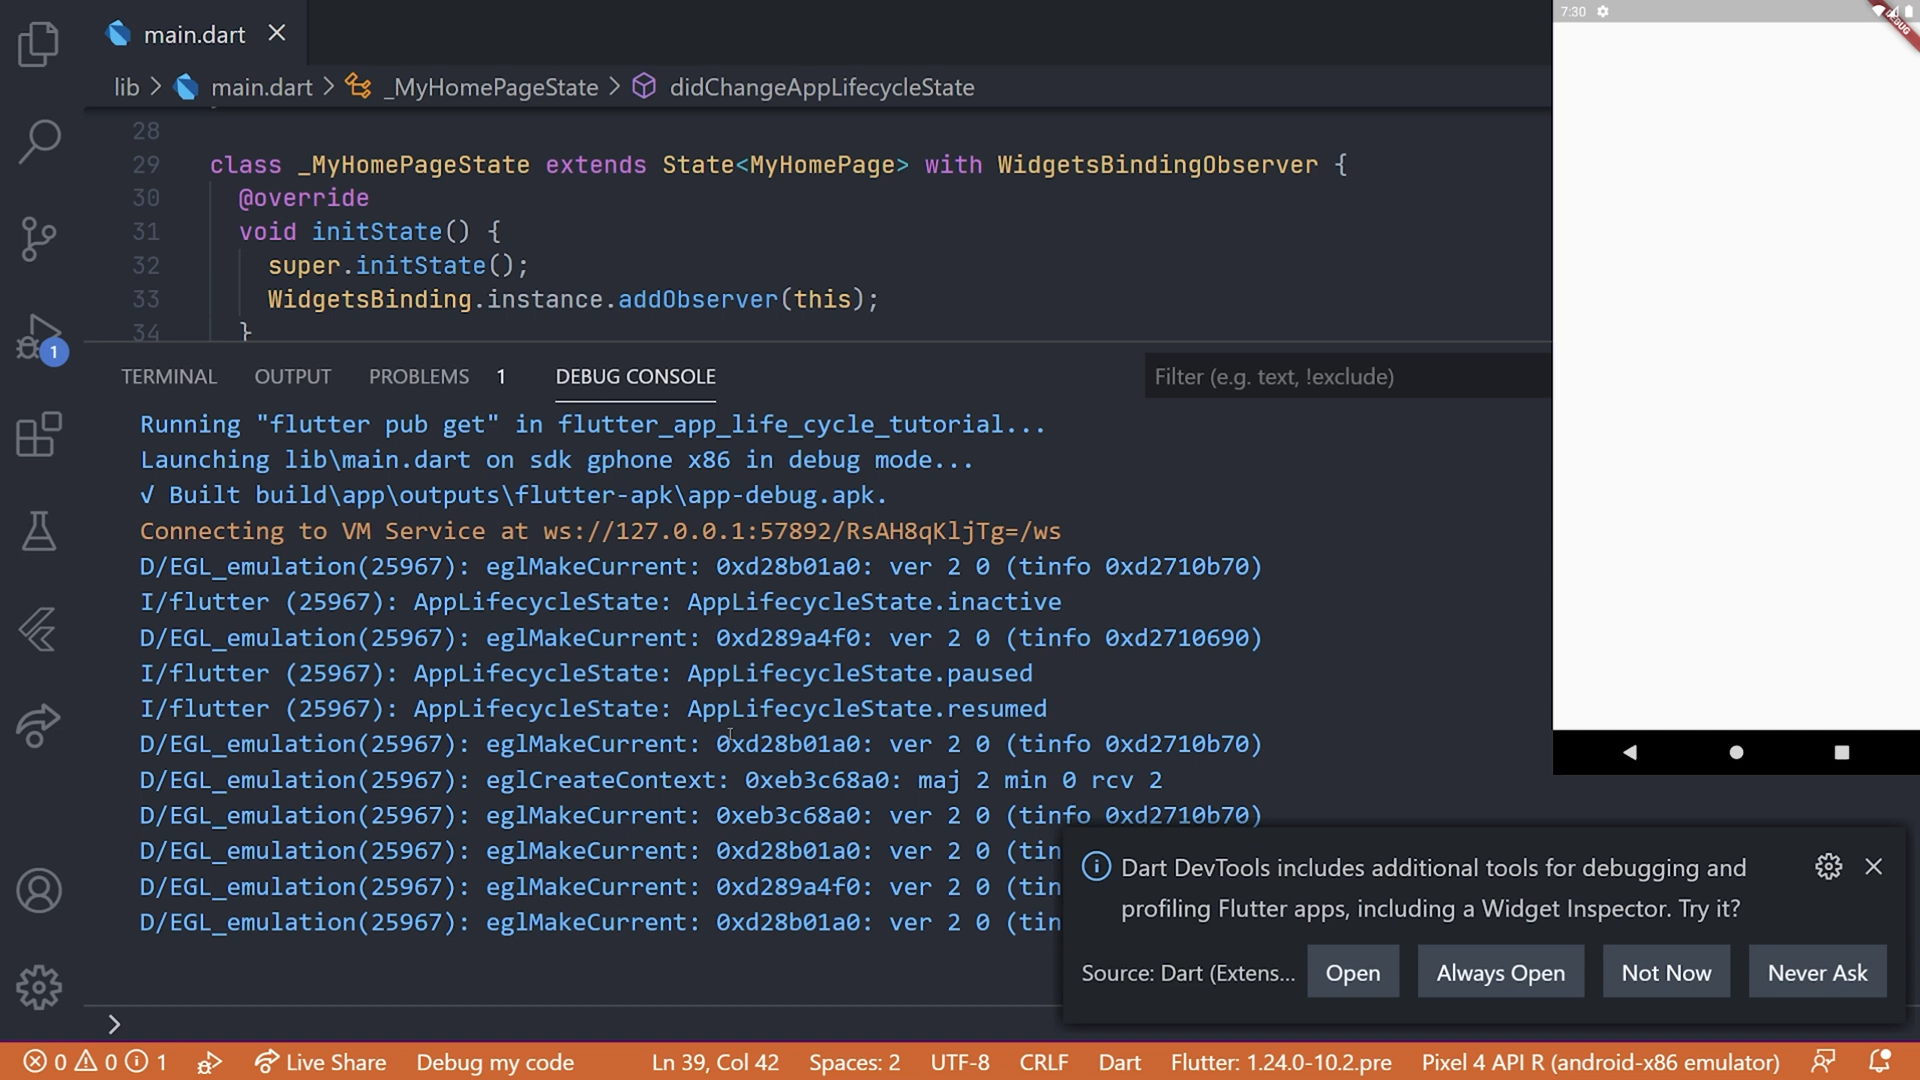 main.dart
7:30
DEBUG
lib > main.dart > _MyHomePageState > didChangeAppLifecycleState
28
29 class _MyHomePageState extends State<MyHomePage> with WidgetsBindingObserver {
30 @override
31 void initState() {
32 super.initState();
33 WidgetsBinding.instance.addObserver(this);
34 }
1
TERMINAL OUTPUT PROBLEMS 1 DEBUG CONSOLE Filter (e.g. text, !exclude)
Running "flutter pub get" in flutter_app_life_cycle_tutorial...
Launching lib\main.dart on sdk gphone x86 in debug mode...
√ Built build\app\outputs\flutter-apk\app-debug.apk.
Connecting to VM Service at ws://127.0.0.1:57892/RsAH8qKljTg=/ws
D/EGL_emulation(25967): eglMakeCurrent: 0xd28b01a0: ver 2 0 (tinfo 0xd2710b70)
I/flutter (25967): AppLifecycleState: AppLifecycleState.inactive
D/EGL_emulation(25967): eglMakeCurrent: 0xd289a4f0: ver 2 0 (tinfo 0xd2710690)
I/flutter (25967): AppLifecycleState: AppLifecycleState.paused
I/flutter (25967): AppLifecycleState: AppLifecycleState.resumed
D/EGL_emulation(25967): eglMakeCurrent: 0xd28b01a0: ver 2 0 (tinfo 0xd2710b70)
D/EGL_emulation(25967): eglCreateContext: 0xeb3c68a0: maj 2 min 0 rcv 2
D/EGL_emulation(25967): eglMakeCurrent: 0xeb3c68a0: ver 2 0 (tinfo 0xd2710b70)
D/EGL_emulation(25967): eglMakeCurrent: 0xd28b01a0: ver 2 0 (tin
D/EGL_emulation(25967): eglMakeCurrent: 0xd289a4f0: ver 2 0 (tin
D/EGL_emulation(25967): eglMakeCurrent: 0xd28b01a0: ver 2 0 (tin
Dart DevTools includes additional tools for debugging and
profiling Flutter apps, including a Widget Inspector. Try it?
Source: Dart (Extens... Open Always Open Not Now Never Ask
>
0 0 1 Live Share Debug my code Ln 39, Col 42 Spaces: 2 UTF-8 CRLF Dart Flutter: 1.24.0-10.2.pre Pixel 4 API R (android-x86 emulator)